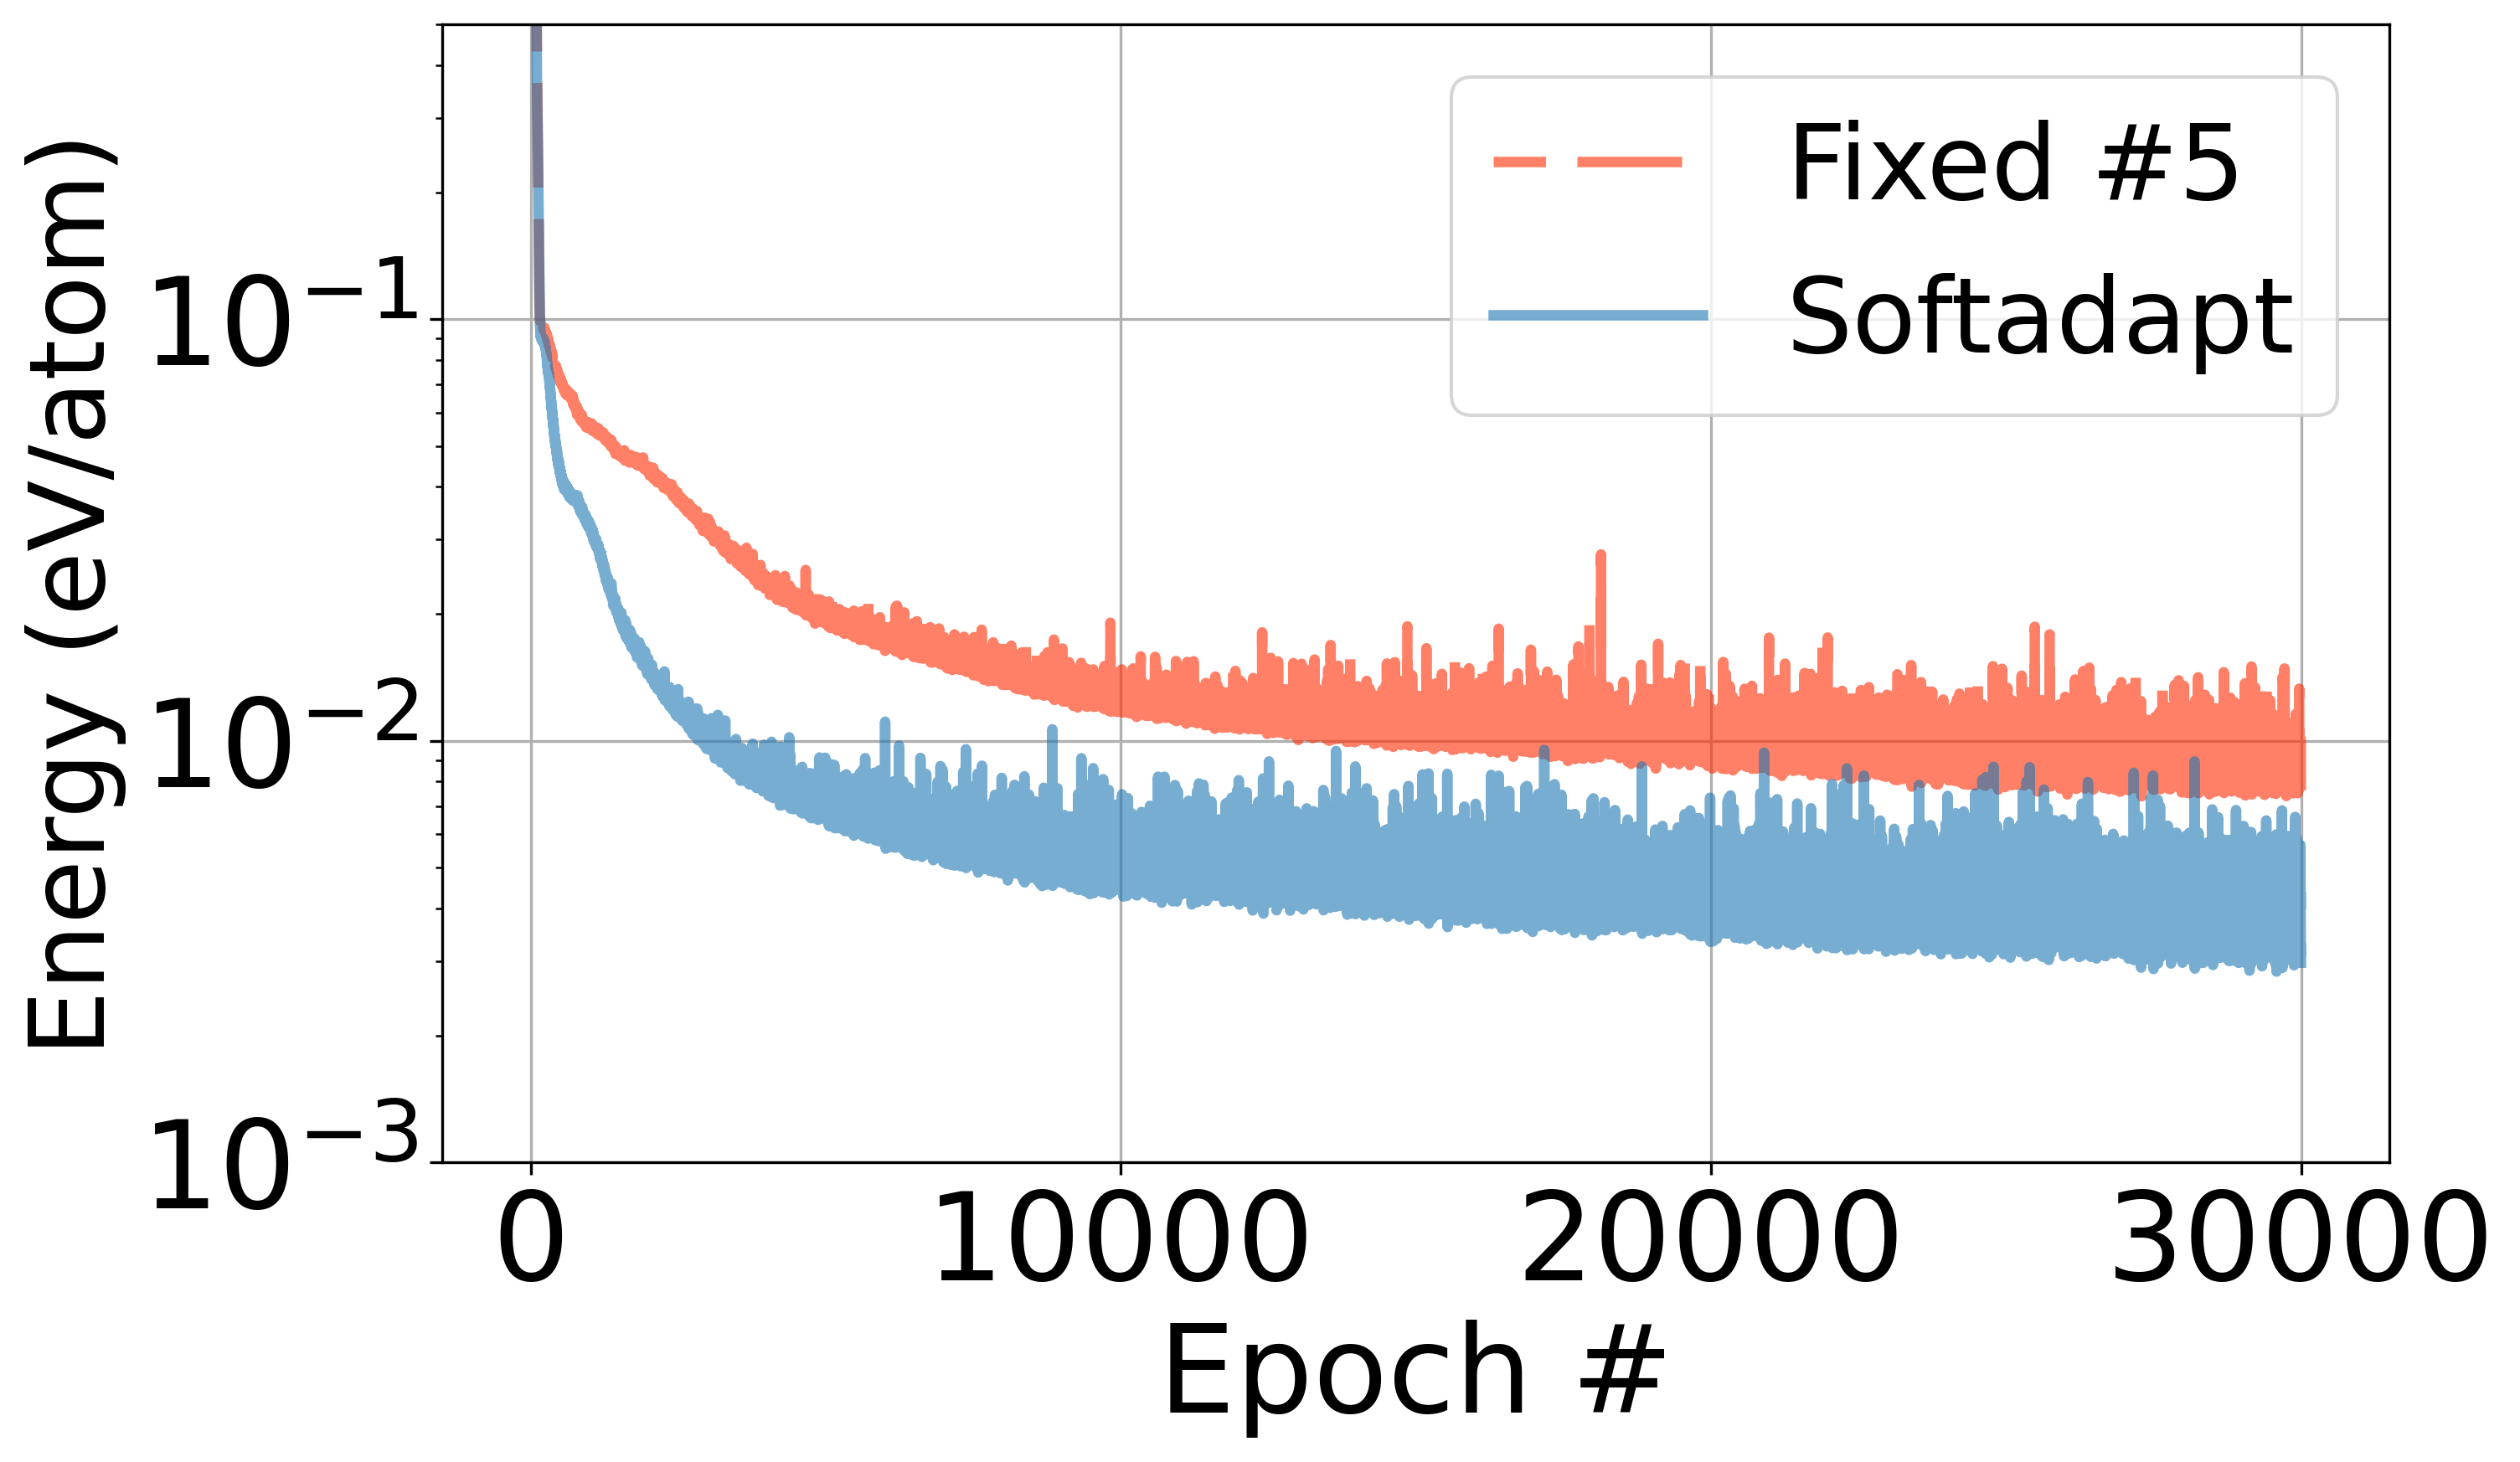 Energy (eV//atom)
10⁻¹
10⁻²
10⁻³
Fixed #5
Softadapt
0 10000 20000 30000
Epoch #